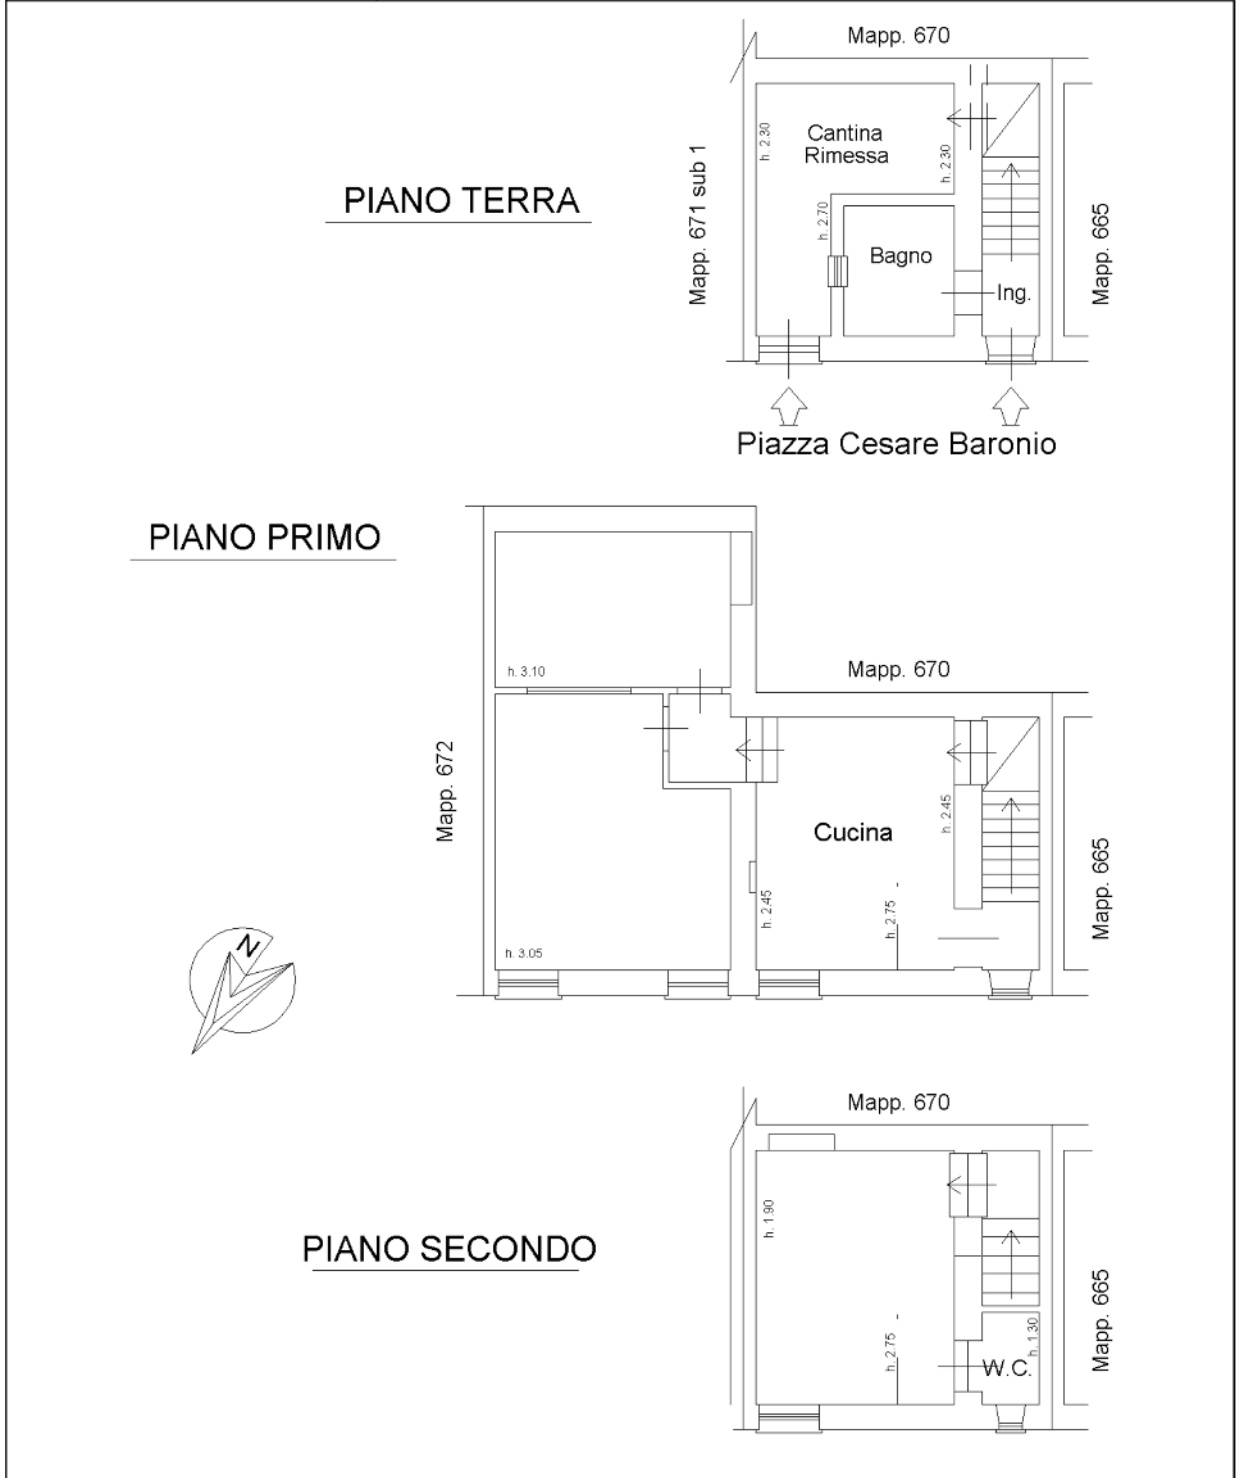 Mapp. 670
PIANO TERRA
Mapp. 671 sub 1
h. 2.30
Cantina
Rimessa
h. 2.30
h. 2.70
Bagno
Ing.
Mapp. 665
Piazza Cesare Baronio
PIANO PRIMO
h. 3.10
Mapp. 670
Mapp. 672
Cucina
h. 2.45
h. 2.45
h. 2.75
h. 3.05
Mapp. 665
N
Mapp. 670
PIANO SECONDO
h. 1.90
h. 2.75
h. 1.30
W.C.
Mapp. 665